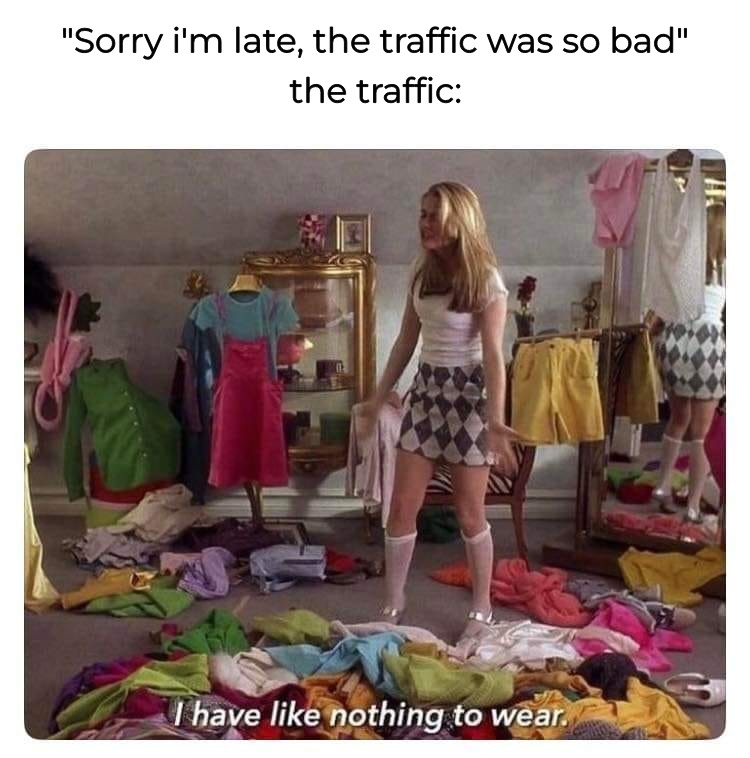 "Sorry i'm late, the traffic was so bad"
the traffic:
I have like nothing to wear.